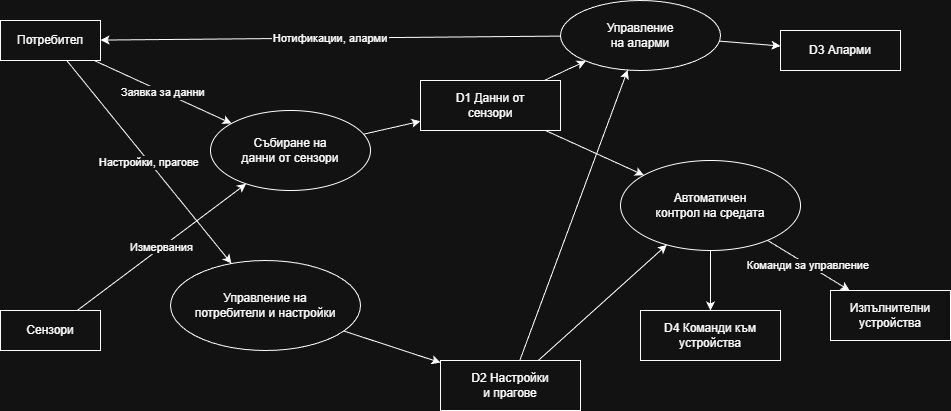 Потребител
Нотификации, аларми
Управление
на аларми
D3 Аларми
Заявка за данни
D1 Данни от
сензори
Събиране на
данни от сензори
Настройки, прагове
Автоматичен
контрол на средата
Измервания
Команди за управление
Управление на
потребители и настройки
Сензори
D4 Команди към
устройства
Изпълнителни
устройства
D2 Настройки
и прагове